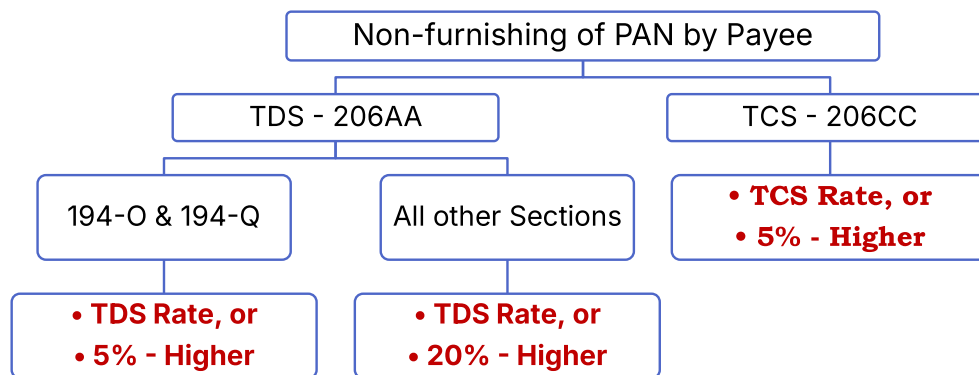 Non-furnishing of PAN by Payee
TDS - 206AA
TCS - 206CC
194-O & 194-Q
All other Sections
• TCS Rate, or
• 5% - Higher
• TDS Rate, or
• 5% - Higher
• TDS Rate, or
• 20% - Higher